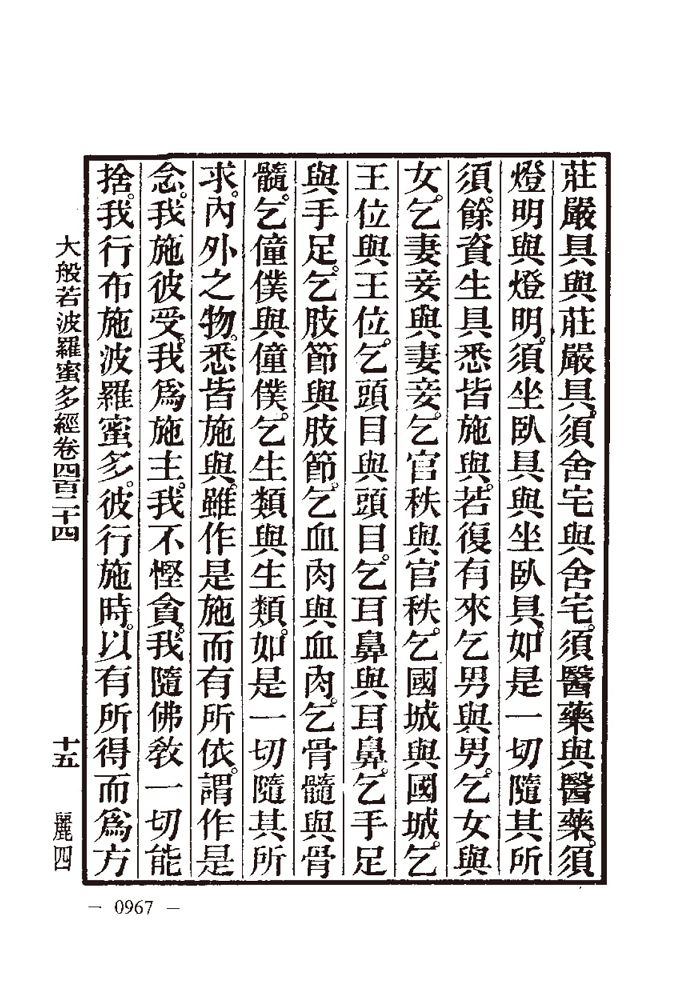 莊嚴具與莊嚴具。須舍宅與舍宅。須醫藥與醫藥。須
燈明與燈明。須坐臥具與坐臥具。如是一切隨其所
須。餘資生具悉皆施與。若復有來乞男與男。乞女與
女。乞妻妾與妻妾。乞官秩與官秩。乞國城與國城。乞
王位與王位。乞頭目與頭目。乞耳鼻與耳鼻。乞手足
與手足。乞肢節與肢節。乞血肉與血肉。乞骨髓與骨
髓。乞僮僕與僮僕。乞生類與生類。如是一切隨其所
求。內外之物。悉皆施與。雖作是施而有所依。謂作是
念。我施彼受。我爲施主。我不慳貪。我隨佛敎一切能
捨。我行布施波羅蜜多。彼行施時。以有所得而爲方
大般若波羅蜜多經卷四百二十四 十五 麗四
— 0967 —